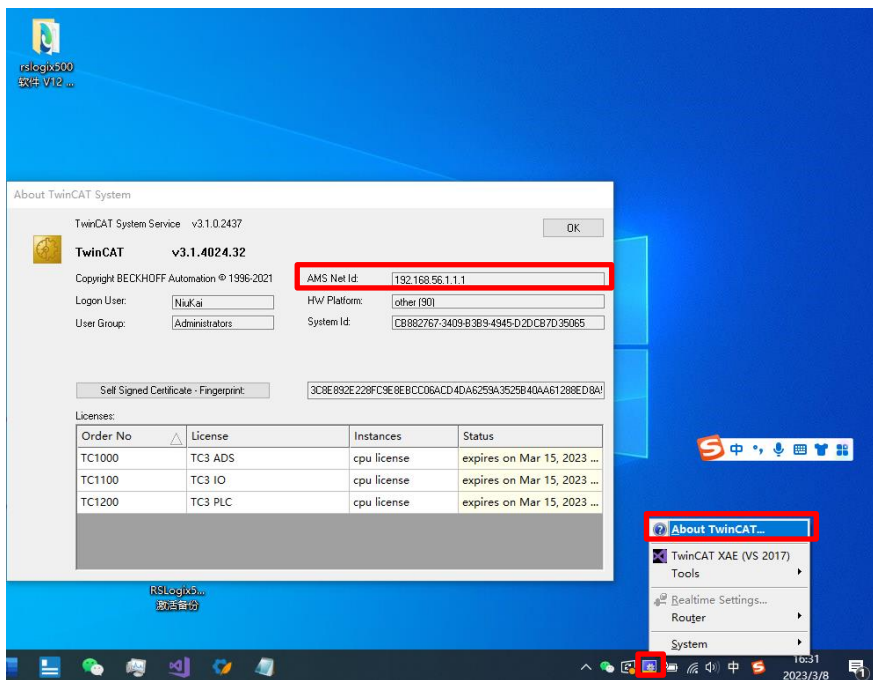 rslogix500
软件 V12 ...
About TwinCAT System
TwinCAT System Service v3.1.0.2437
OK
TwinCAT v3.1.4024.32
Copyright BECKHOFF Automation © 1996-2021
AMS Net Id: 192.168.56.1.1.1
Logon User: NiuKai
HW Platform: other (90)
User Group: Administrators
System Id: CB882767-3409-B3B9-4945-D2DCB7D35065
Self Signed Certificate - Fingerprint: 3C8E892E228FC9E8EBCC06ACD4DA6259A3525B40AA61288ED8A
Licenses:
Order No License Instances Status
TC1000 TC3 ADS cpu license expires on Mar 15, 2023 ...
TC1100 TC3 IO cpu license expires on Mar 15, 2023 ...
TC1200 TC3 PLC cpu license expires on Mar 15, 2023 ...
中
About TwinCAT...
TwinCAT XAE (VS 2017)
Tools
Realtime Settings...
Router
System
RSLogix5...
激活备份
中
16:31
2023/3/8
1